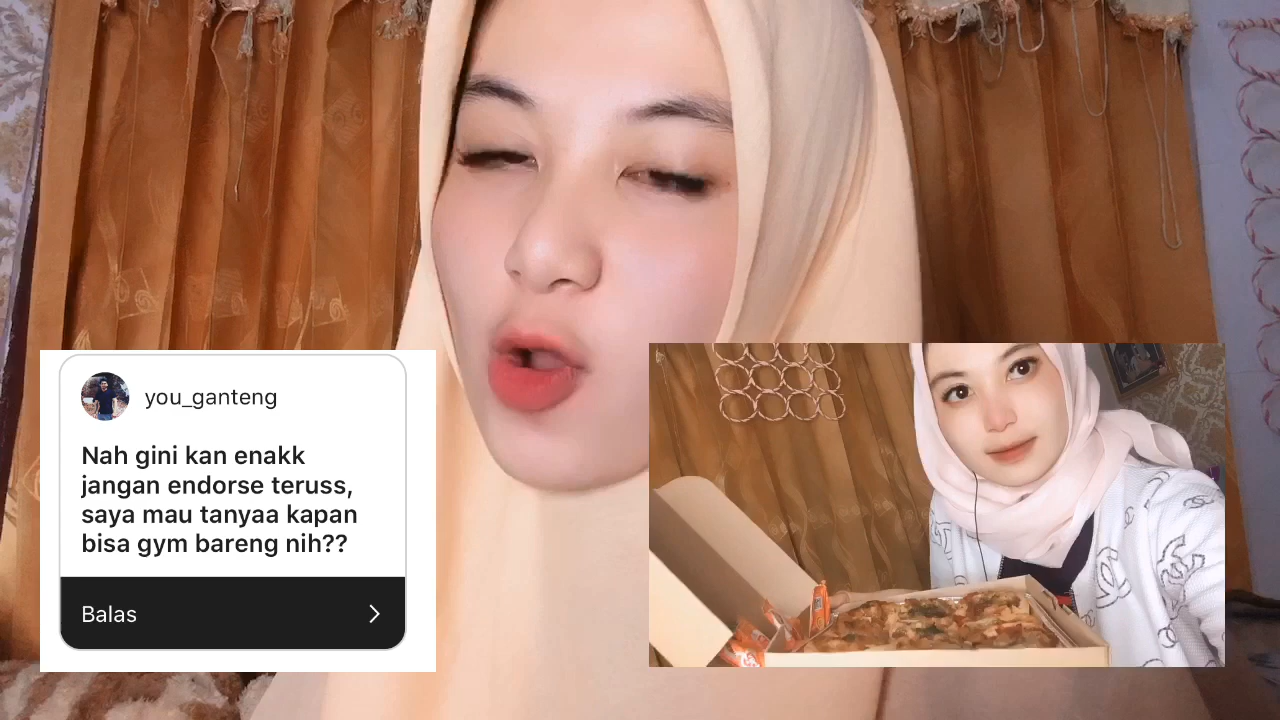 you_ganteng
Nah gini kan enakk
jangan endorse teruss,
saya mau tanyaa kapan
bisa gym bareng nih??
Balas